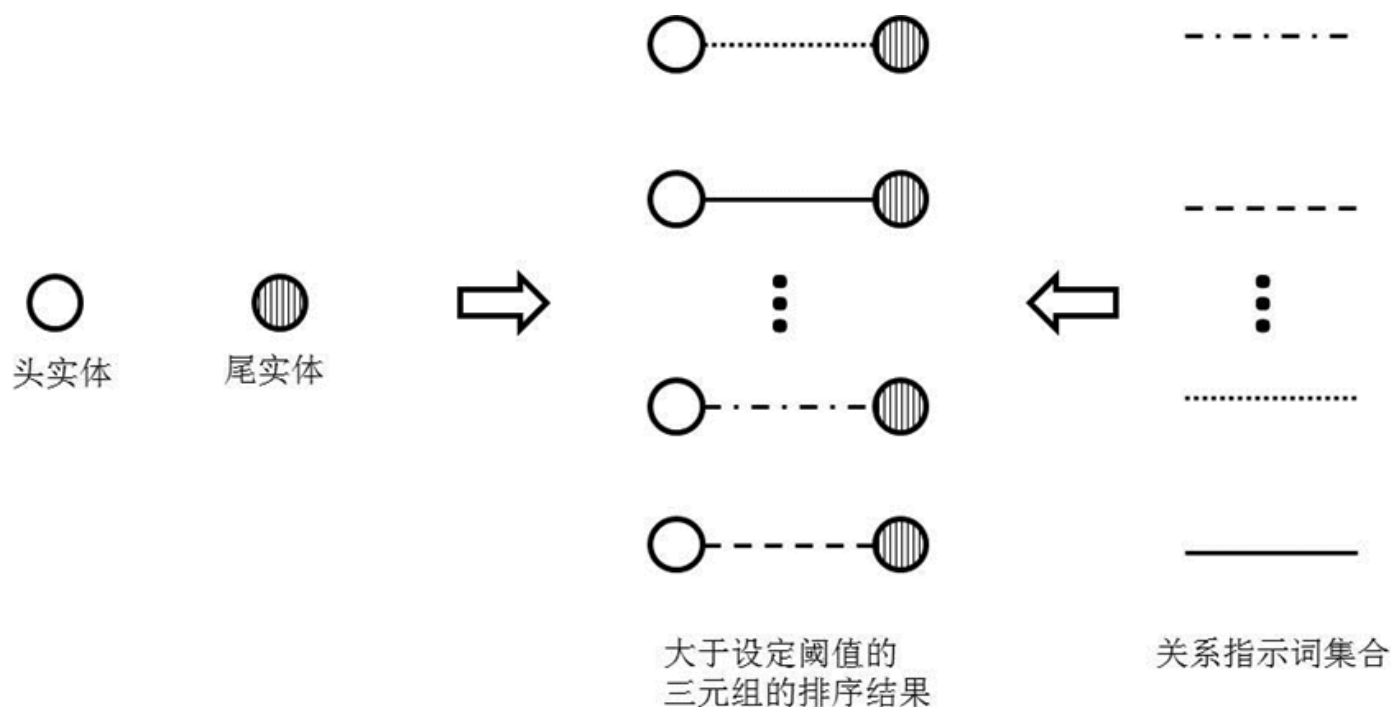 头实体
尾实体
大于设定阈值的
三元组的排序结果
关系指示词集合